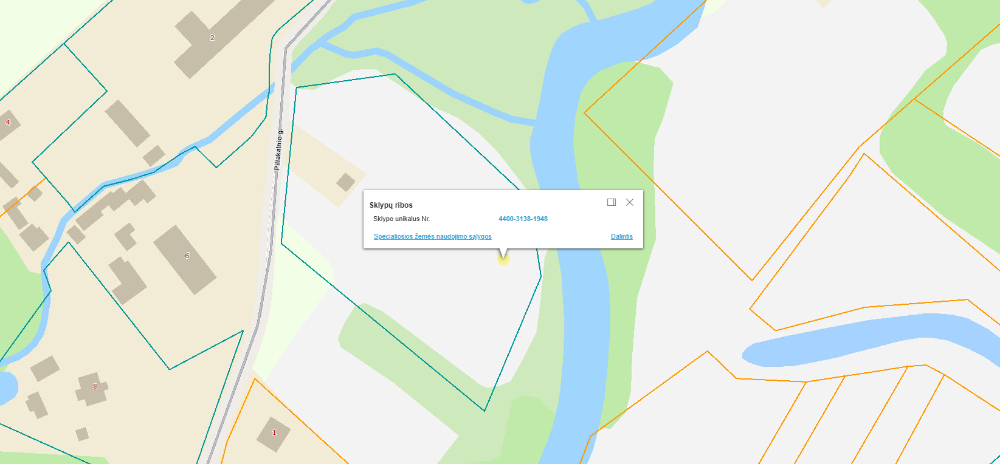 2
4
Piliakalnio g.
Sklypų ribos
Sklypo unikalus Nr. 4400-3138-1948
Specialiosios žemės naudojimo sąlygos Dalintis
6
8
1